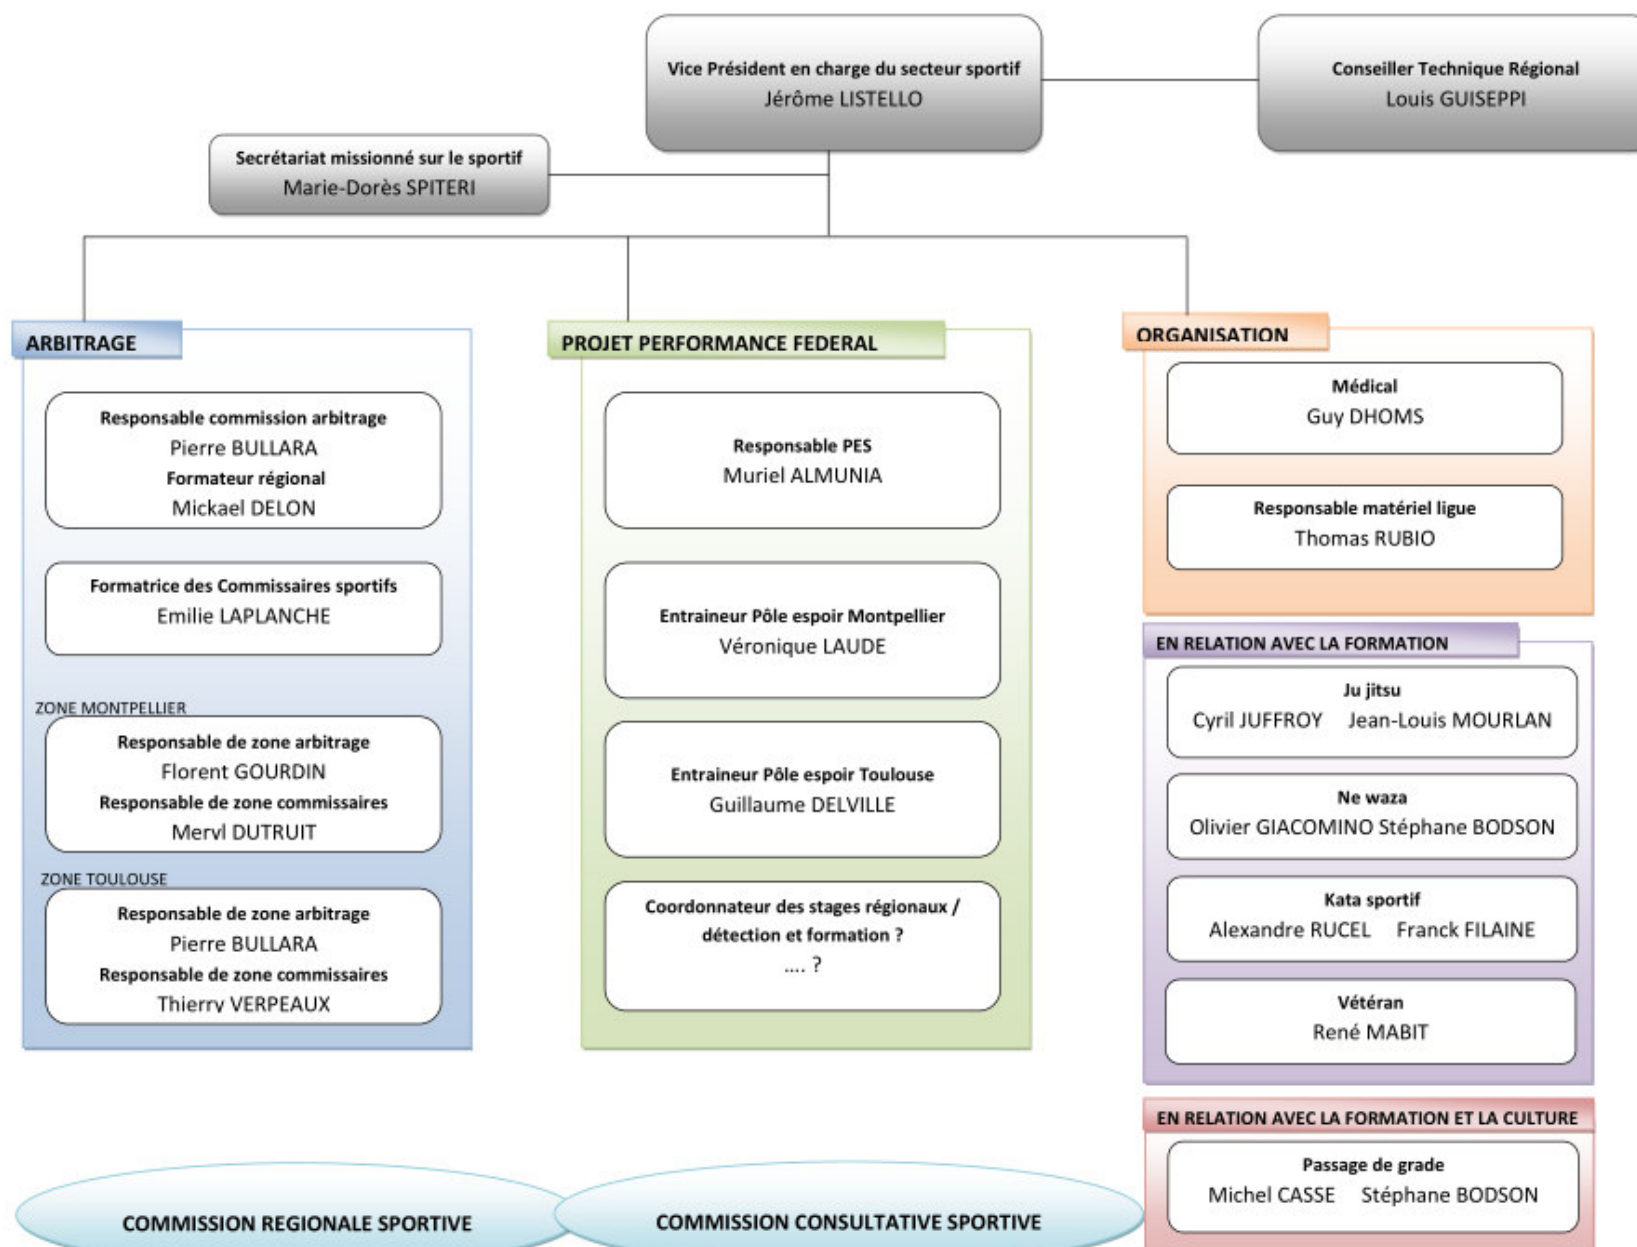 Vice Président en charge du secteur sportif
Jérôme LISTELLO
Conseiller Technique Régional
Louis GUISEPPI
Secrétariat missionné sur le sportif
Marie-Dorès SPITERI
ARBITRAGE
Responsable commission arbitrage
Pierre BULLARA
Formateur régional
Mickael DELON
Formatrice des Commissaires sportifs
Emilie LAPLANCHE
ZONE MONTPELLIER
Responsable de zone arbitrage
Florent GOURDIN
Responsable de zone commissaires
Meryl DUTRUIT
ZONE TOULOUSE
Responsable de zone arbitrage
Pierre BULLARA
Responsable de zone commissaires
Thierry VERPEAUX
PROJET PERFORMANCE FEDERAL
Responsable PES
Muriel ALMUNIA
Entraineur Pôle espoir Montpellier
Véronique LAUDE
Entraineur Pôle espoir Toulouse
Guillaume DELVILLE
Coordonnateur des stages régionaux /
détection et formation ?
.... ?
ORGANISATION
Médical
Guy DHOMS
Responsable matériel ligue
Thomas RUBIO
EN RELATION AVEC LA FORMATION
Ju jitsu
Cyril JUFFROY Jean-Louis MOURLAN
Ne waza
Olivier GIACOMINO Stéphane BODSON
Kata sportif
Alexandre RUCEL Franck FILAINE
Vétéran
René MABIT
EN RELATION AVEC LA FORMATION ET LA CULTURE
Passage de grade
Michel CASSE Stéphane BODSON
COMMISSION REGIONALE SPORTIVE
COMMISSION CONSULTATIVE SPORTIVE